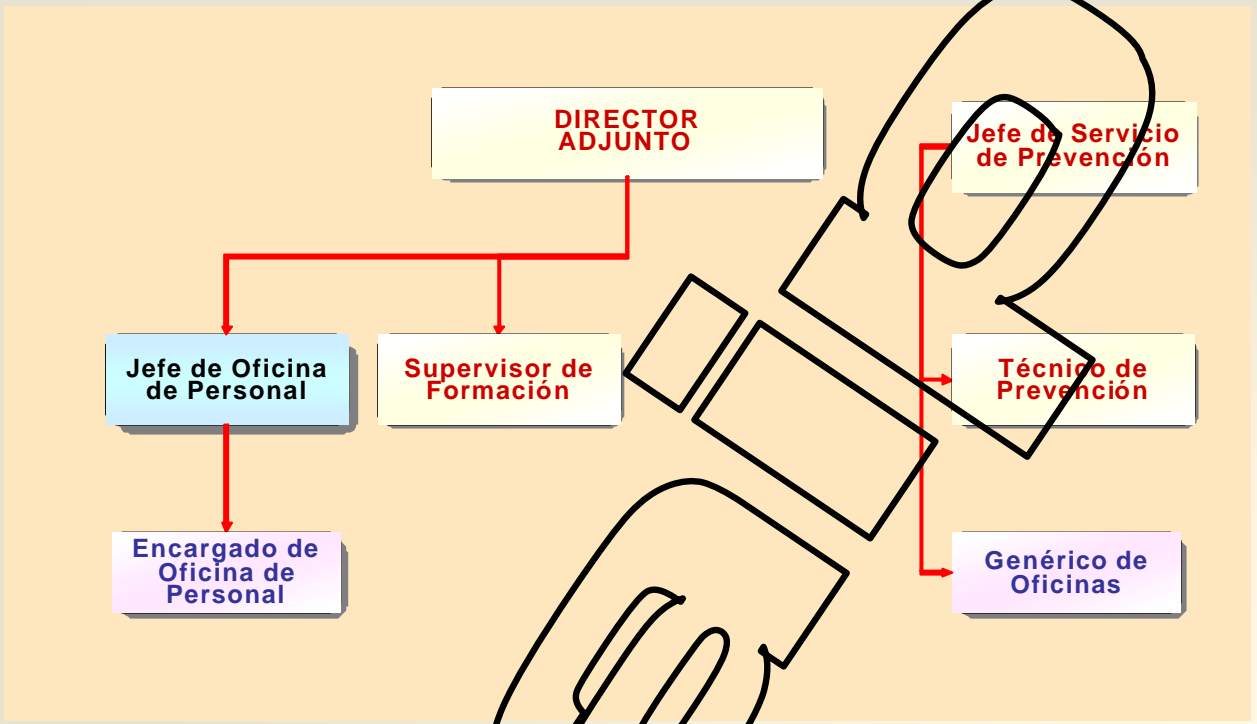 DIRECTOR
ADJUNTO
Jefe de Servicio
de Prevención
Jefe de Oficina
de Personal
Supervisor de
Formación
Técnico de
Prevención
Encargado de
Oficina de
Personal
Genérico de
Oficinas